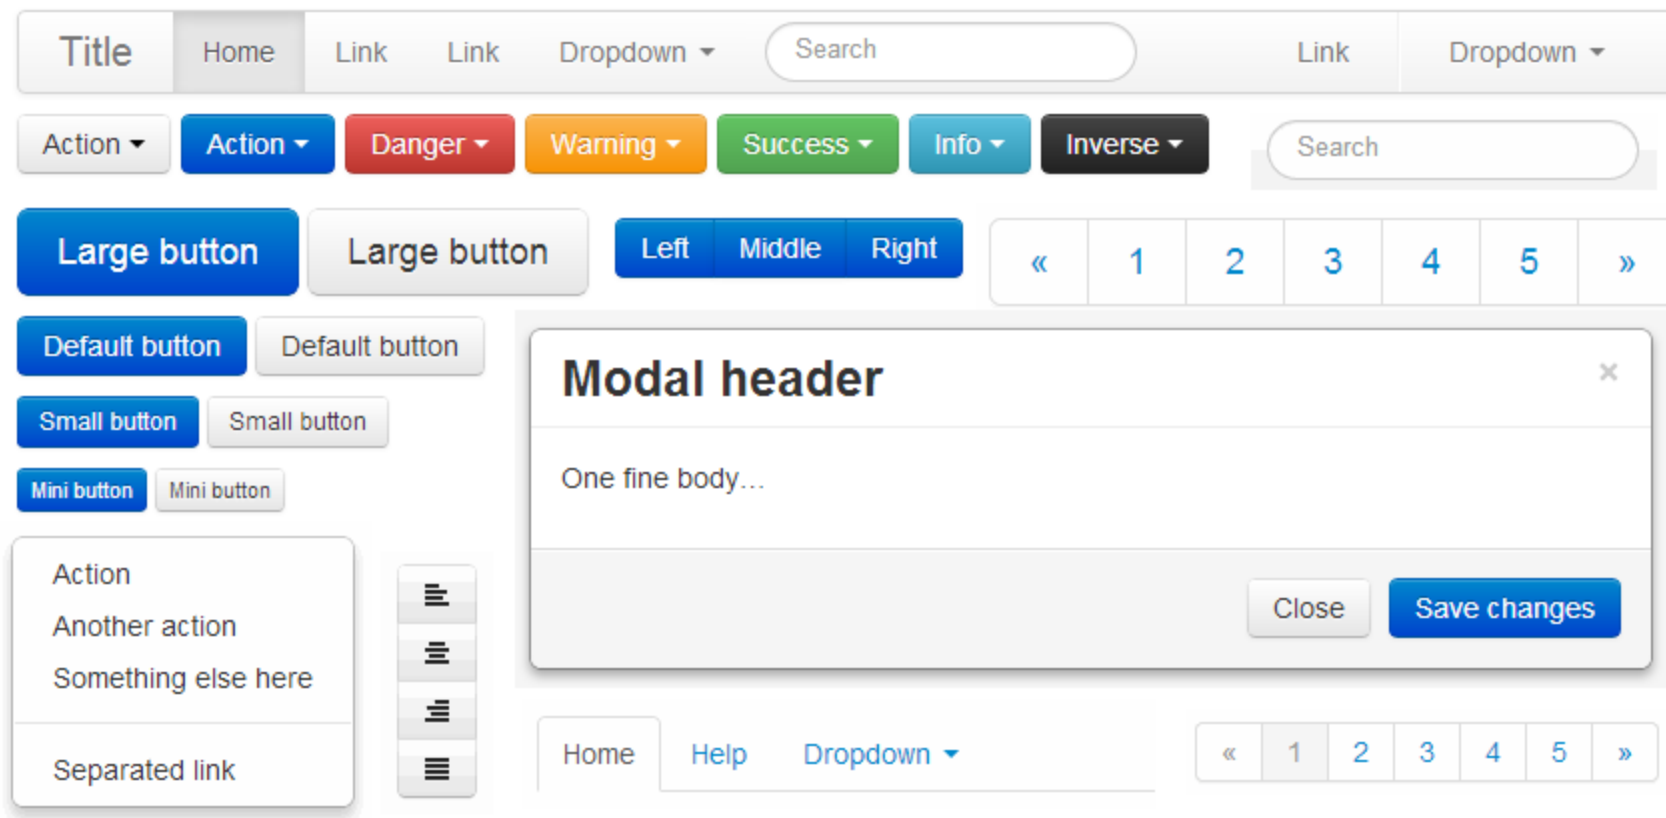 Title Home Link Link Dropdown Search Link Dropdown
Action Action Danger Warning Success Info Inverse Search
Large button Large button Left Middle Right « 1 2 3 4 5 »
Default button Default button
Modal header ×
Small button Small button
One fine body...
Mini button Mini button
Action
Another action
Something else here
Separated link
Close Save changes
Home Help Dropdown « 1 2 3 4 5 »